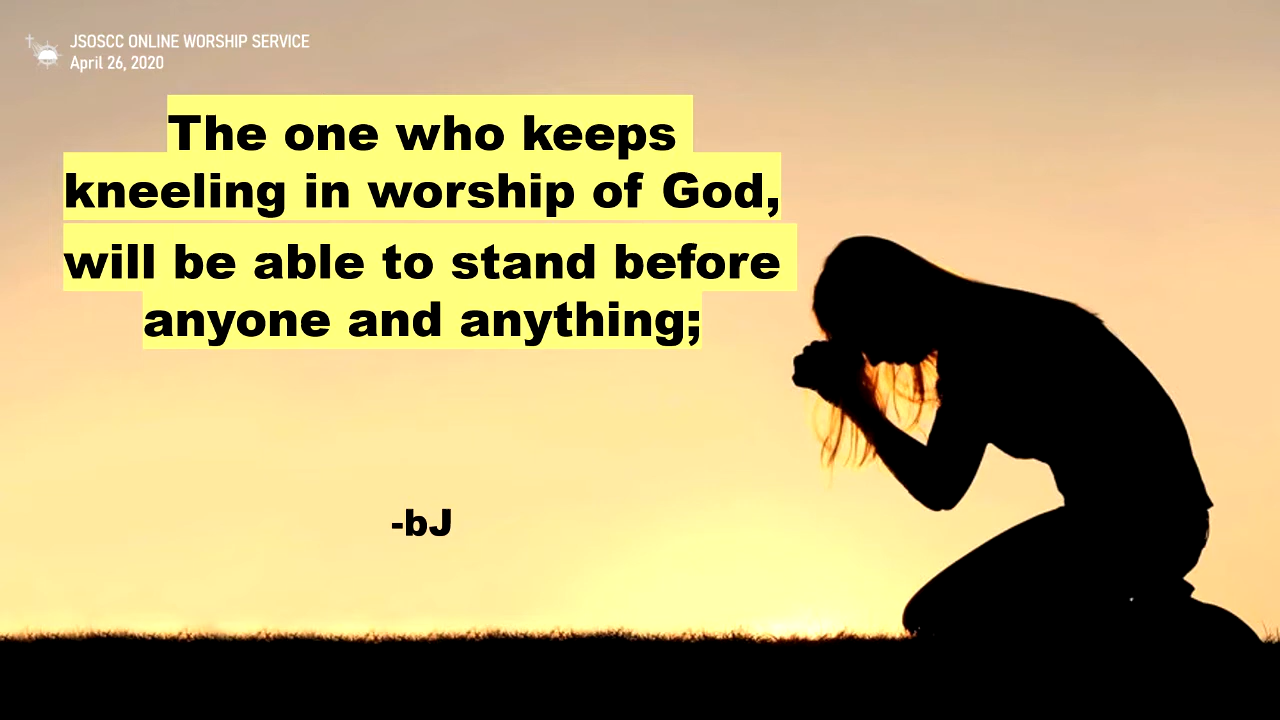 JSOSCC ONLINE WORSHIP SERVICE
April 26, 2020
The one who keeps
kneeling in worship of God,
will be able to stand before
anyone and anything;
-bJ